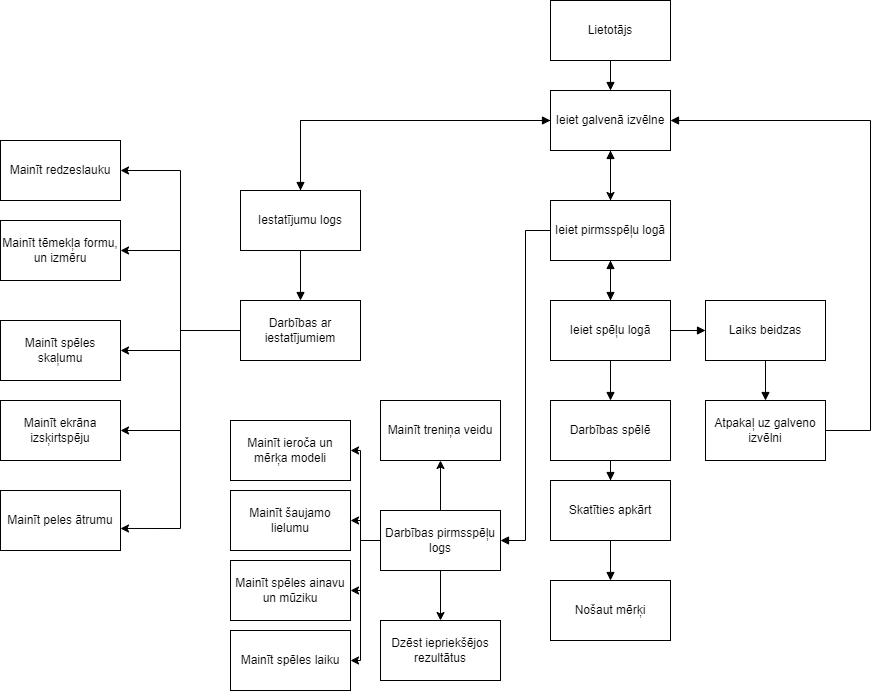 Lietotājs
Ieiet galvenā izvēlne
Mainīt redzeslauku
Iestatījumu logs
Ieiet pirmsspēļu logā
Mainīt tēmekļa formu,
un izmēru
Darbības ar
iestatījumiem
Ieiet spēļu logā
Laiks beidzas
Mainīt spēles
skaļumu
Mainīt ekrāna
izsķirtspēju
Mainīt ieroča un
mērķa modeli
Mainīt treniņa veidu
Darbības spēlē
Atpakaļ uz galveno
izvēlni
Mainīt peles ātrumu
Mainīt šaujamo
lielumu
Darbības pirmsspēļu
logs
Skatīties apkārt
Mainīt spēles ainavu
un mūziku
Nošaut mērķi
Mainīt spēles laiku
Dzēst iepriekšējos
rezultātus